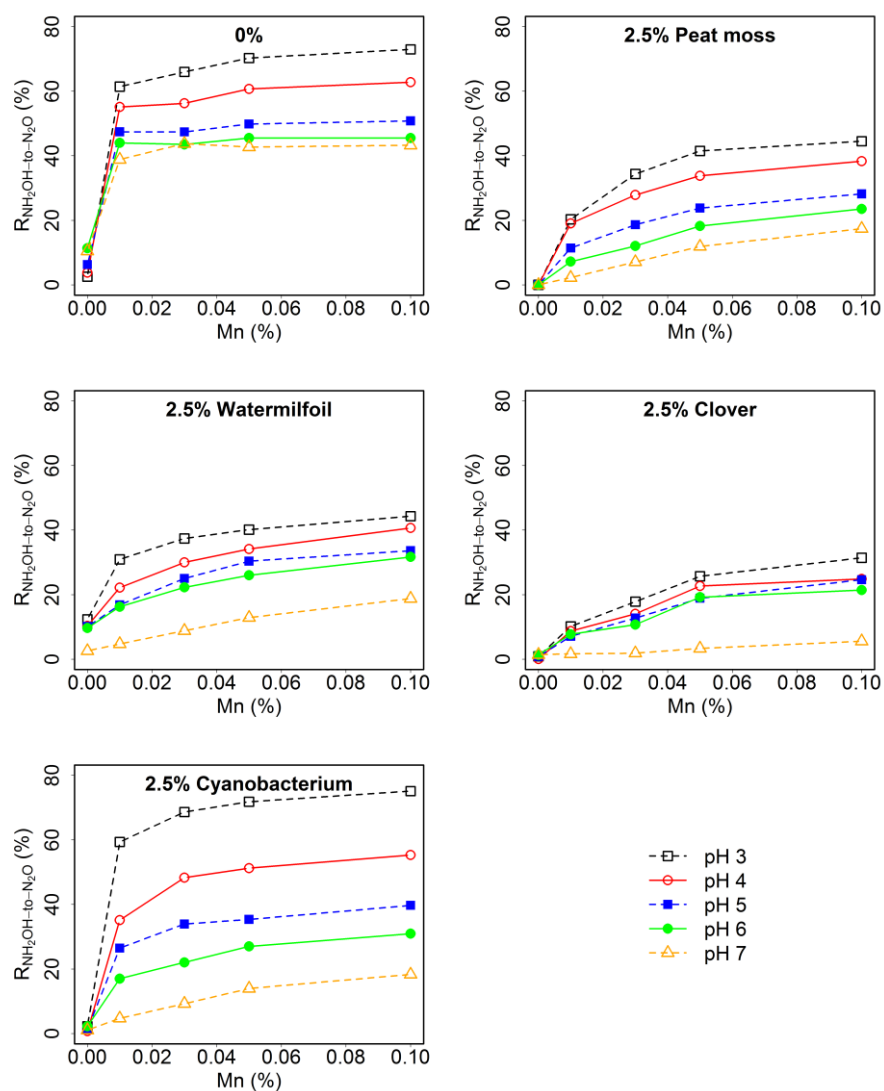 0%
R_NH₂OH–to–N₂O (%)
80
60
40
20
0
0.00 0.02 0.04 0.06 0.08 0.10
Mn (%)
2.5% Peat moss
R_NH₂OH–to–N₂O (%)
80
60
40
20
0
0.00 0.02 0.04 0.06 0.08 0.10
Mn (%)
2.5% Watermilfoil
R_NH₂OH–to–N₂O (%)
80
60
40
20
0
0.00 0.02 0.04 0.06 0.08 0.10
Mn (%)
2.5% Clover
R_NH₂OH–to–N₂O (%)
80
60
40
20
0
0.00 0.02 0.04 0.06 0.08 0.10
Mn (%)
2.5% Cyanobacterium
R_NH₂OH–to–N₂O (%)
80
60
40
20
0
0.00 0.02 0.04 0.06 0.08 0.10
Mn (%)
pH 3
pH 4
pH 5
pH 6
pH 7